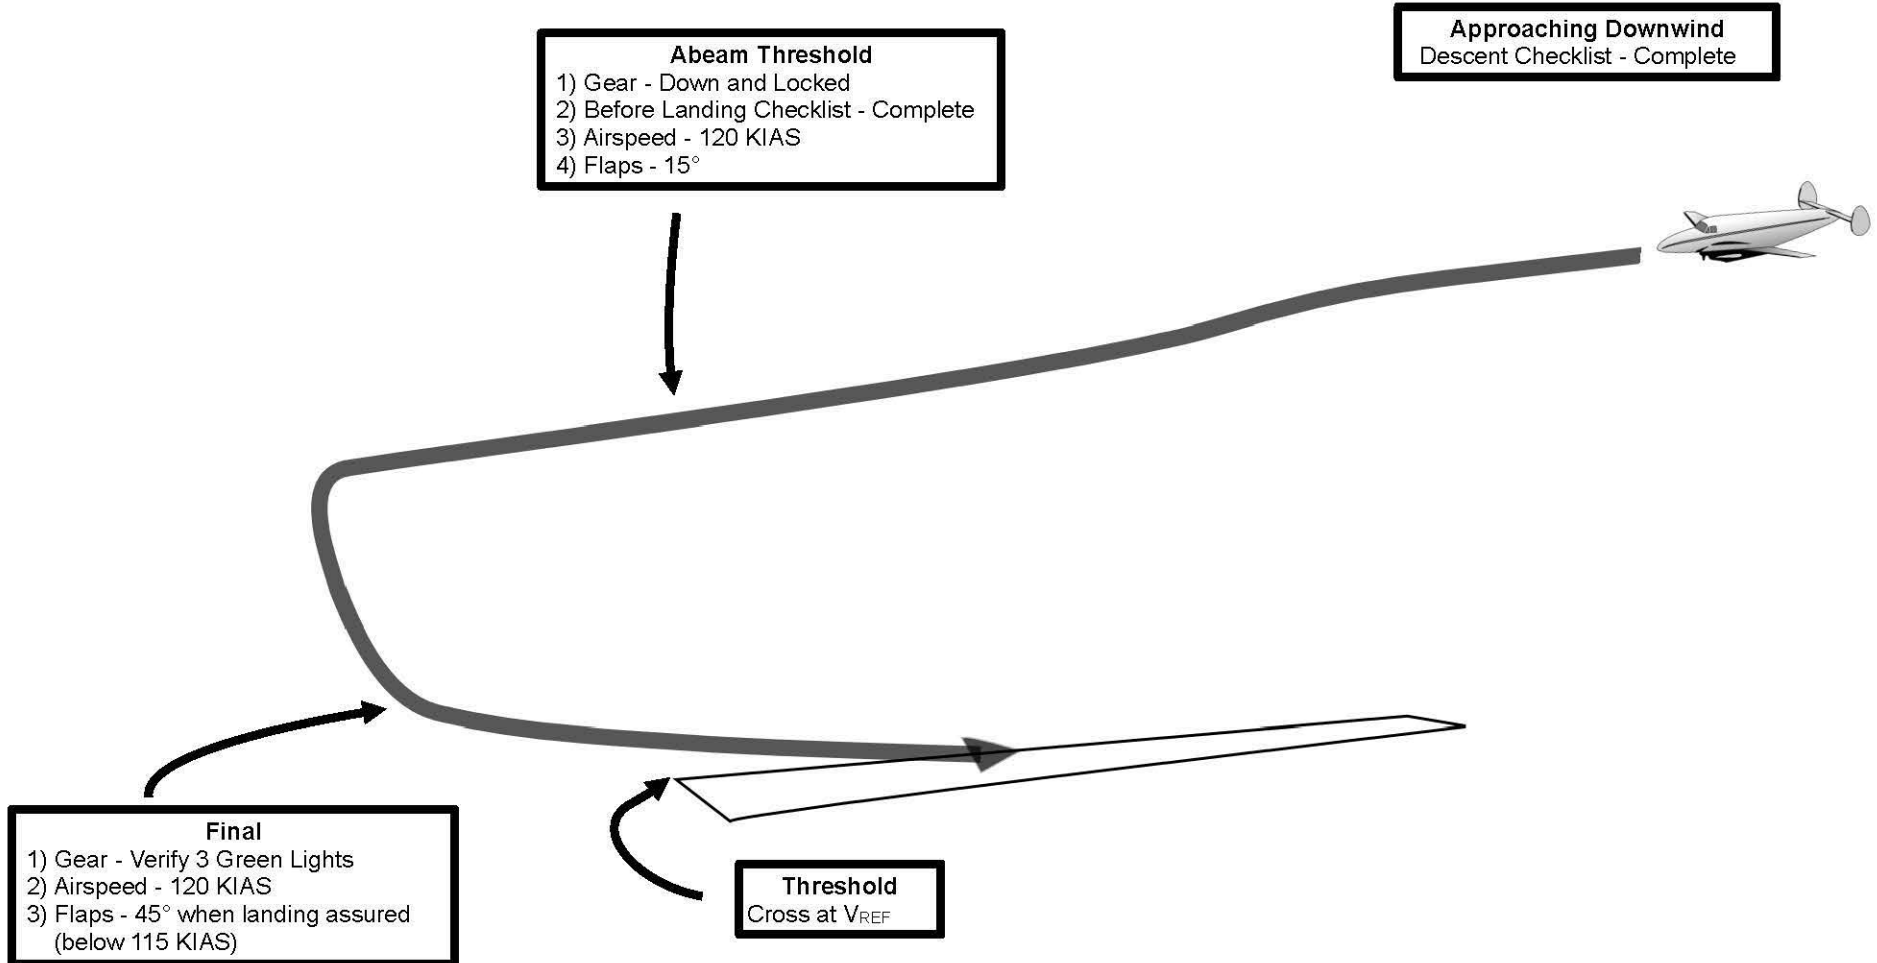 Approaching Downwind
Descent Checklist - Complete
Abeam Threshold
1) Gear - Down and Locked
2) Before Landing Checklist - Complete
3) Airspeed - 120 KIAS
4) Flaps - 15°
Final
1) Gear - Verify 3 Green Lights
2) Airspeed - 120 KIAS
3) Flaps - 45° when landing assured
(below 115 KIAS)
Threshold
Cross at VREF